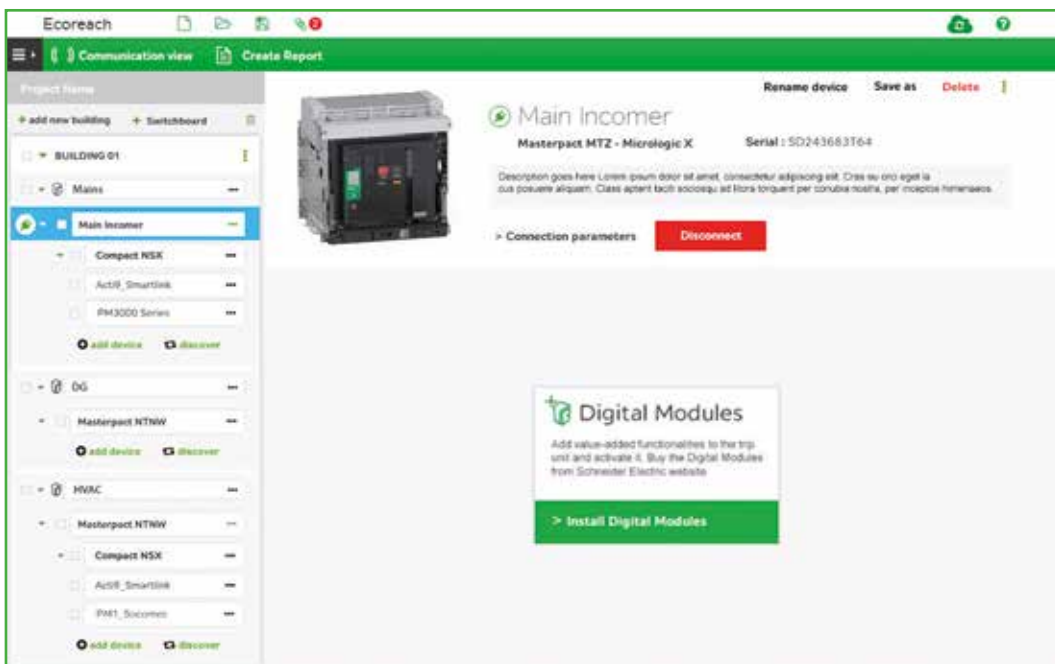 Ecoreach
2
Communication view
Create Report
Project Name
+ add new building
+ Switchboard
BUILDING 01
Mains
Main Incomer
Compact NSX
Acti9_Smartlink
PM3000 Series
add device
discover
DG
Masterpact NTNW
add device
discover
HVAC
Masterpact NTNW
Compact NSX
Acti9_Smartlink
PM1_Socomec
add device
discover
Rename device
Save as
Delete
Main Incomer
Masterpact MTZ - Micrologic X
Serial : SD243683T64
Description goes here Lorem ipsum dolor sit amet, consectetur adipiscing elit. Cras eu orci eget la
cus posuere aliquam. Class aptent taciti sociosqu ad litora torquent per conubia nostra, per inceptos himenaeos.
> Connection parameters
Disconnect
Digital Modules
Add value-added functionalities to the trip
unit and activate it. Buy the Digital Modules
from Schneider Electric website
> Install Digital Modules